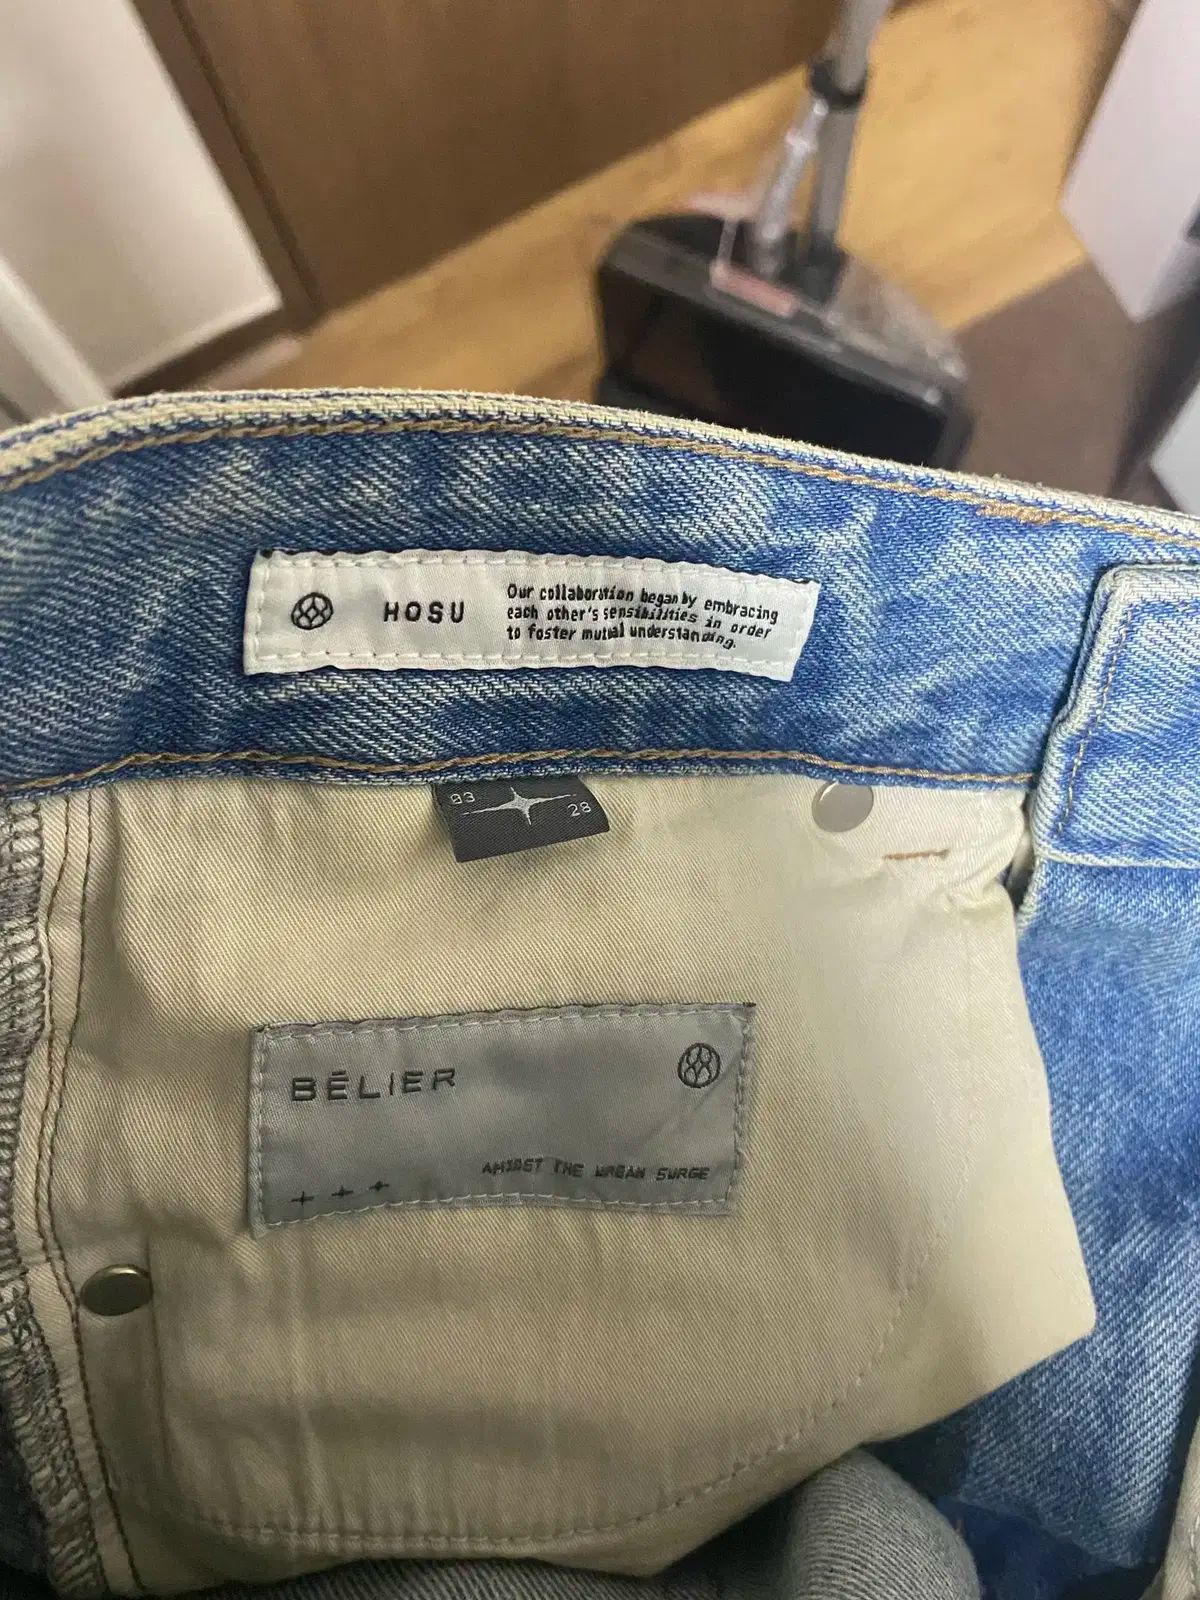 HOSU
Our collaboration began by embracing
each other's sensibilities in order
to foster mutual understanding.
03
28
BĒLIER
AMIDST THE URBAN SURGE